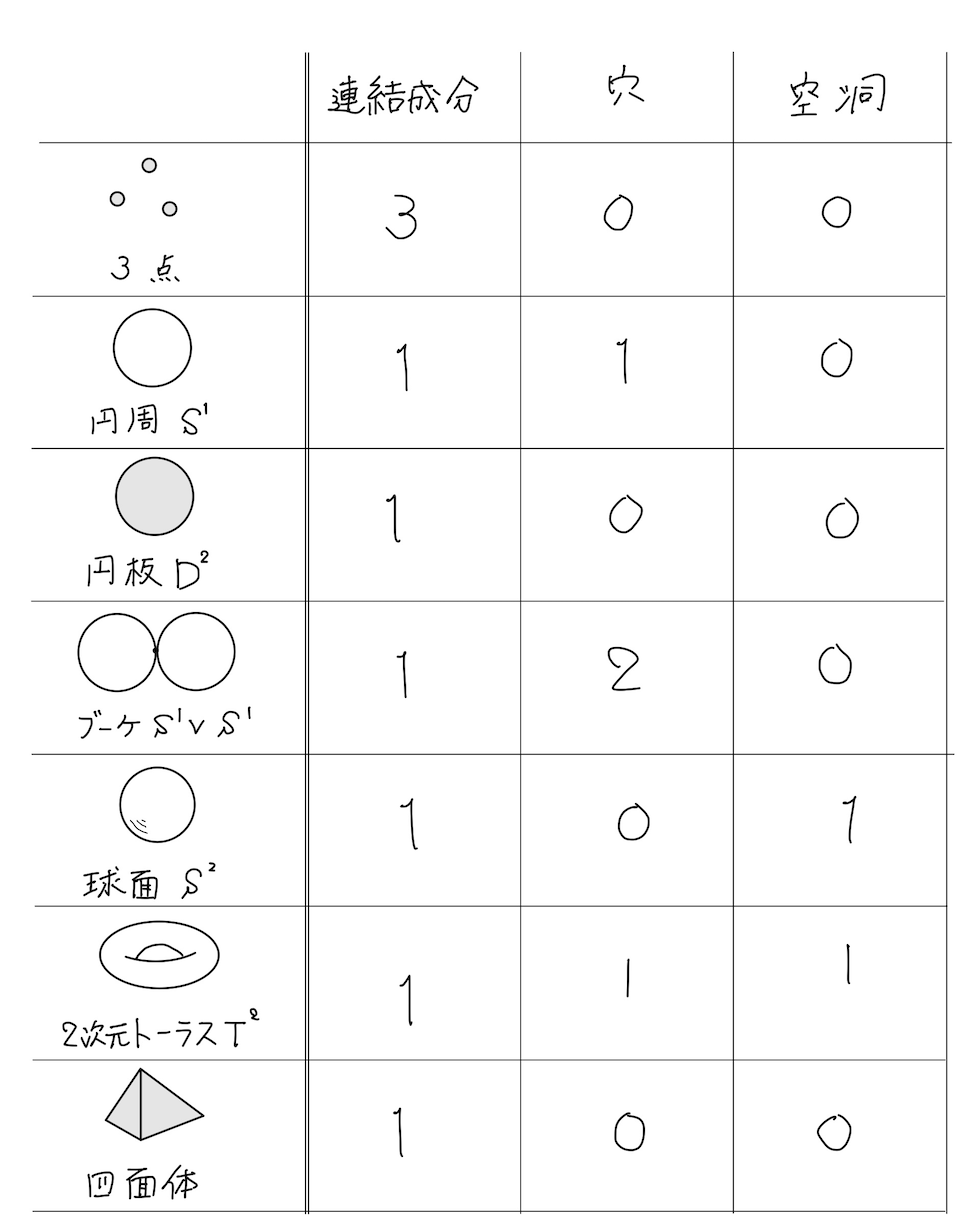 連結成分 穴 空洞
3 0 0
3点
1 1 0
円周 S¹
1 0 0
円板 D²
1 2 0
ブーケ S¹∨S¹
1 0 1
球面 S²
1 1 1
2次元トーラス T²
1 0 0
四面体